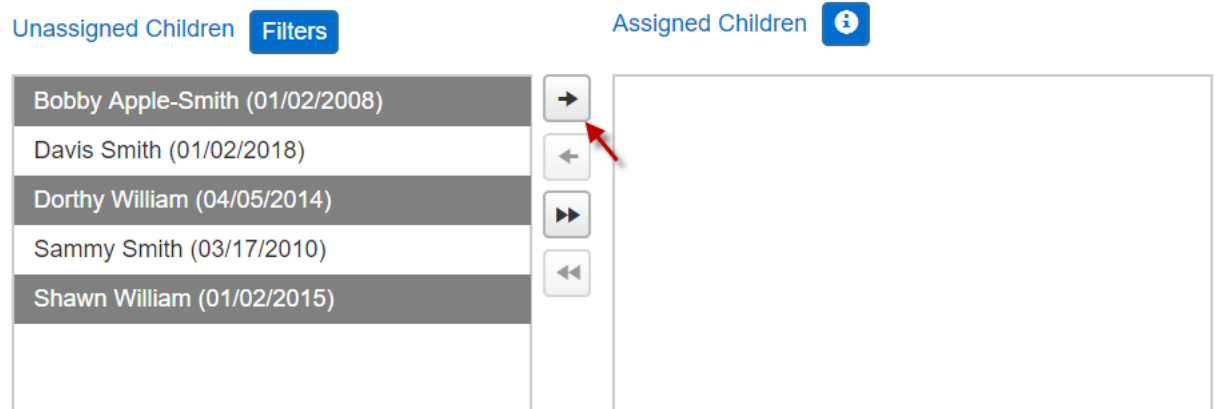 Unassigned Children Filters
Assigned Children
Bobby Apple-Smith (01/02/2008)
Davis Smith (01/02/2018)
Dorthy William (04/05/2014)
Sammy Smith (03/17/2010)
Shawn William (01/02/2015)